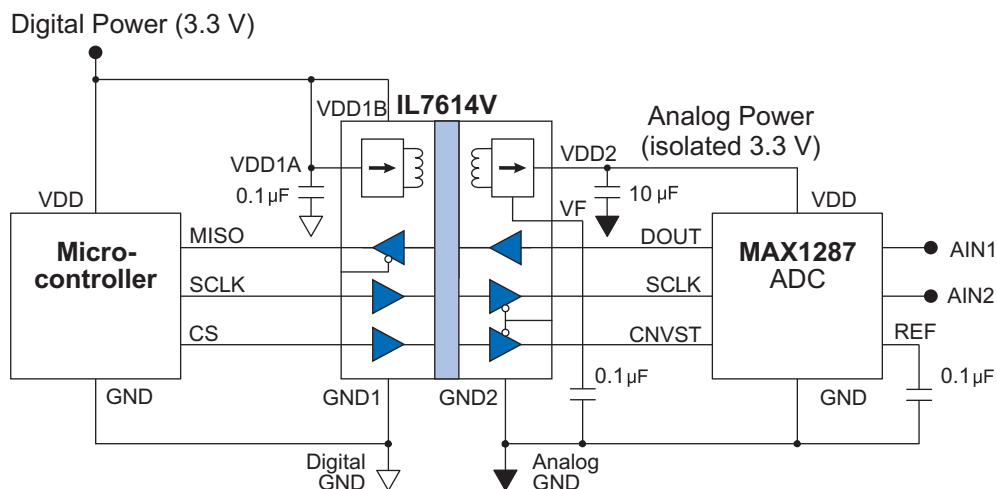 Digital Power (3.3 V)
VDD1B
IL7614V
Analog Power
(isolated 3.3 V)
VDD1A
VDD2
0.1 µF
10 µF
VDD
VF
VDD
MISO
DOUT
Micro-
controller
MAX1287
ADC
AIN1
SCLK
SCLK
AIN2
CS
CNVST
REF
0.1 µF
0.1 µF
GND
GND1
GND2
GND
Digital
GND
Analog
GND